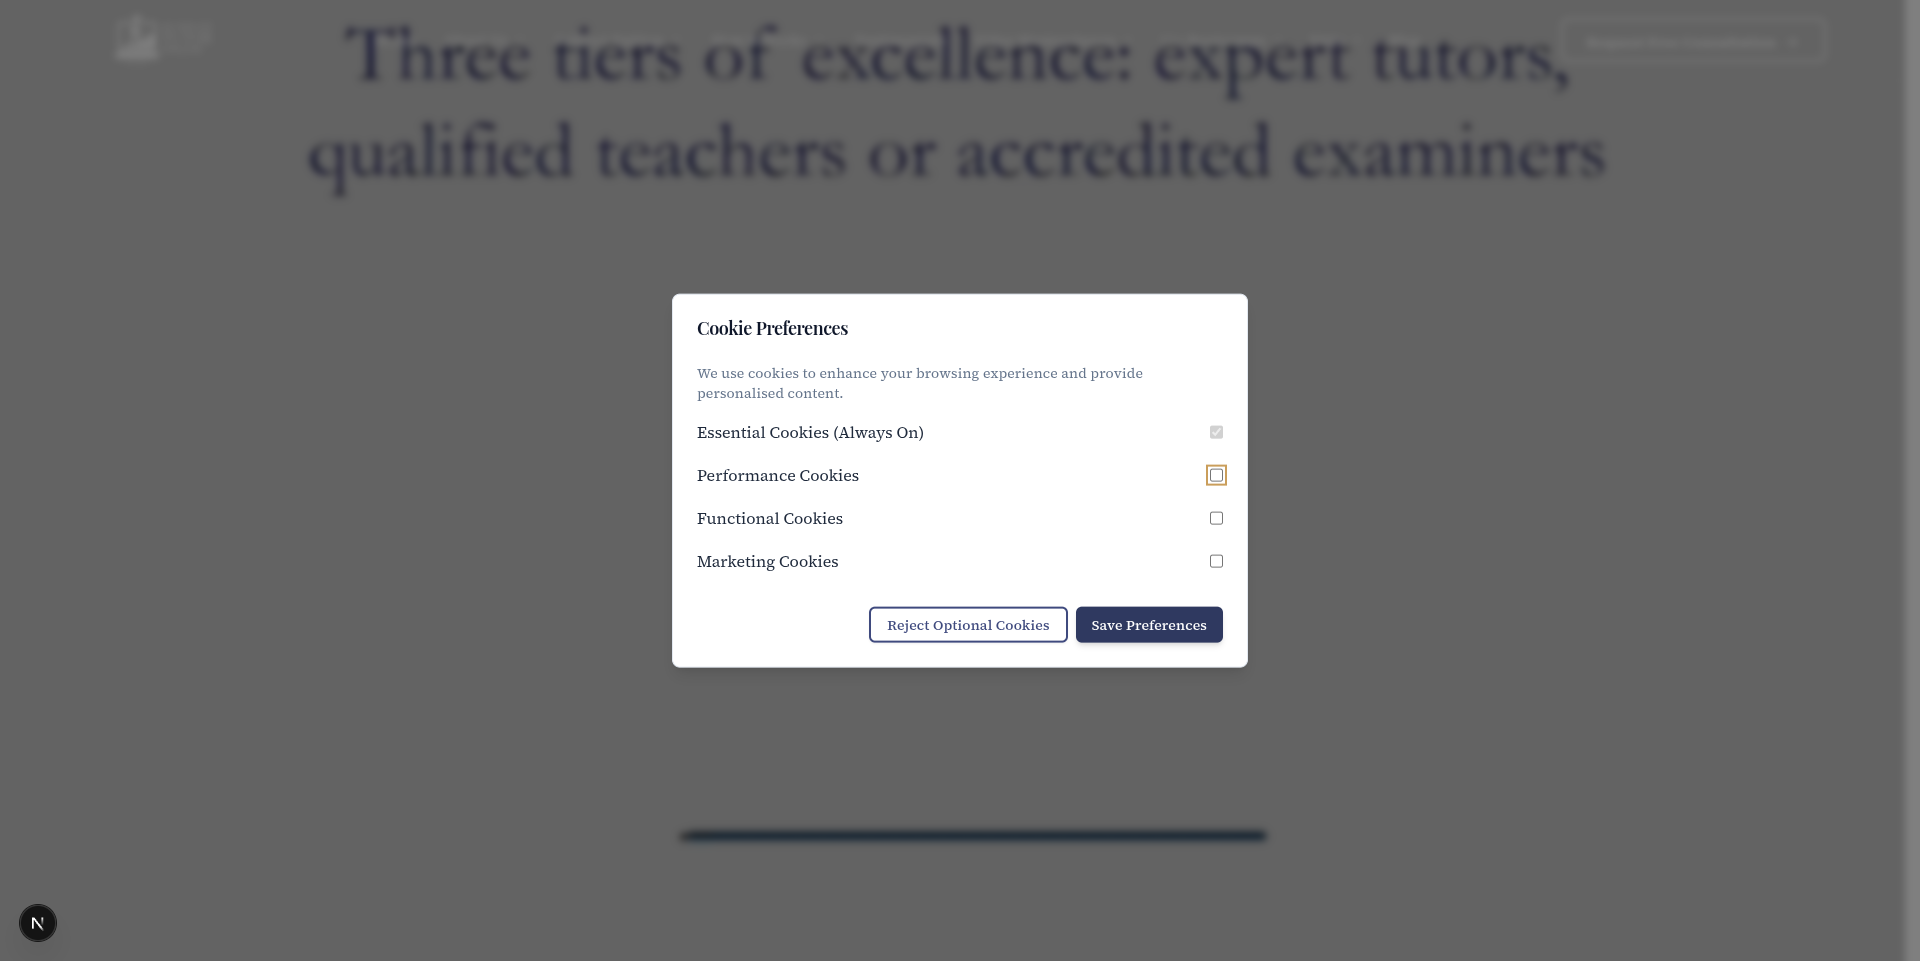 Three tiers of excellence: expert tutors,
qualified teachers or accredited examiners
Cookie Preferences
We use cookies to enhance your browsing experience and provide
personalised content.
Essential Cookies (Always On)
Performance Cookies
Functional Cookies
Marketing Cookies
Reject Optional Cookies
Save Preferences
N